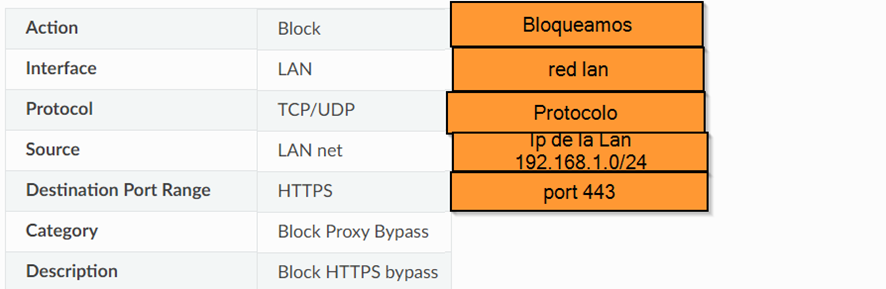 Action Block Bloqueamos
Interface LAN red lan
Protocol TCP/UDP Protocolo
Source LAN net Ip de la Lan
192.168.1.0/24
Destination Port Range HTTPS port 443
Category Block Proxy Bypass
Description Block HTTPS bypass